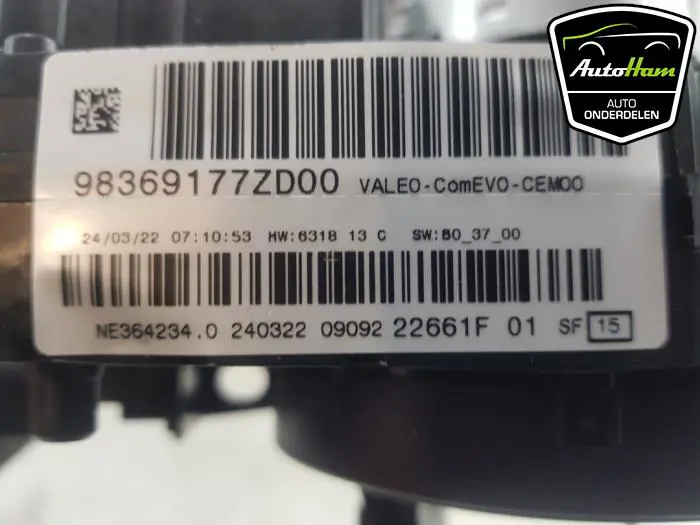 98369177ZD00 VALEO-ComEVO-CEM00
24/03/22 07:10:53 HW:6318 13 C SW:B0_37_00
NE364234.0 240322 09092 22661F 01 SF 15
AutoHam
AUTO
ONDERDELEN